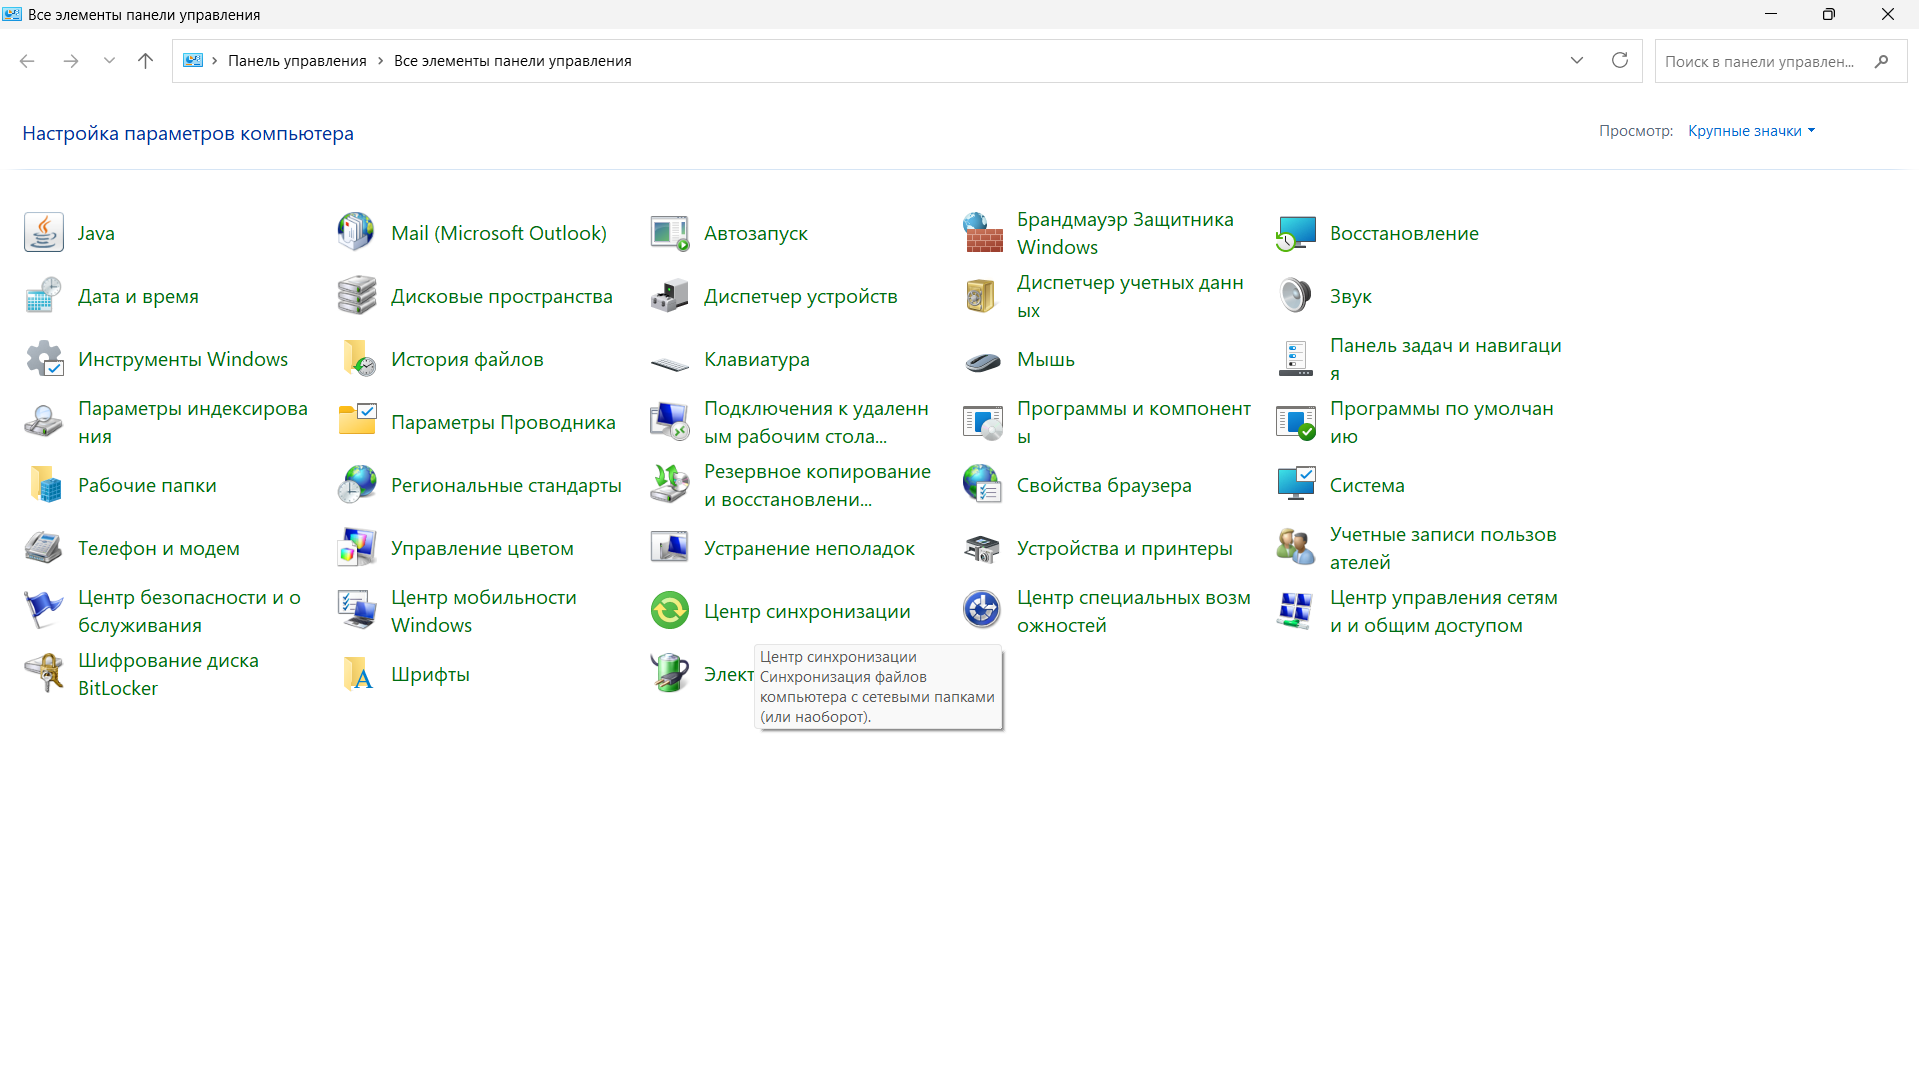 Все элементы панели управления
Панель управления
Все элементы панели управления
Поиск в панели управлен...
Настройка параметров компьютера
Просмотр: Крупные значки
Java
Mail (Microsoft Outlook)
Автозапуск
Брандмауэр Защитника
Windows
Восстановление
Дата и время
Дисковые пространства
Диспетчер устройств
Диспетчер учетных данн
ых
Звук
Инструменты Windows
История файлов
Клавиатура
Мышь
Панель задач и навигаци
я
Параметры индексирова
ния
Параметры Проводника
Подключения к удаленн
ым рабочим стола...
Программы и компонент
ы
Программы по умолчан
ию
Рабочие папки
Региональные стандарты
Резервное копирование
и восстановлени...
Свойства браузера
Система
Телефон и модем
Управление цветом
Устранение неполадок
Устройства и принтеры
Учетные записи пользов
ателей
Центр безопасности и о
бслуживания
Центр мобильности
Windows
Центр синхронизации
Центр специальных возм
ожностей
Центр управления сетям
и и общим доступом
Шифрование диска
BitLocker
Шрифты
Элект
Центр синхронизации
Синхронизация файлов
компьютера с сетевыми папками
(или наоборот).